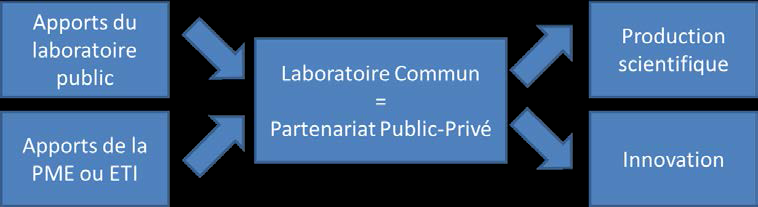 Apports du
laboratoire
public
Apports de la
PME ou ETI
Laboratoire Commun
=
Partenariat Public-Privé
Production
scientifique
Innovation